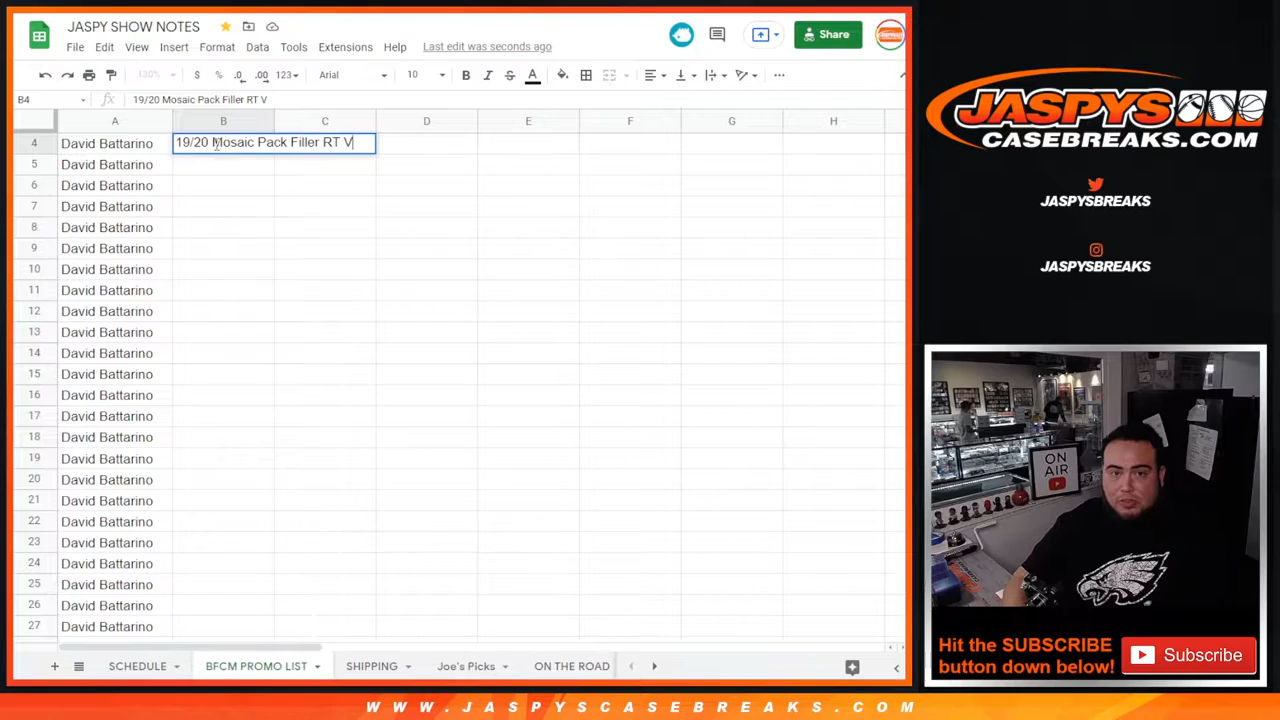 JASPY SHOW NOTES
File Edit View Insert Format Data Tools Extensions Help Last edit was seconds ago
Share
130% $ % .0 .00 123 Arial 10 B I S A
B4 fx 19/20 Mosaic Pack Filler RT V
A B C D E F G H
4 David Battarino 19/20 Mosaic Pack Filler RT V
5 David Battarino
6 David Battarino
7 David Battarino
8 David Battarino
9 David Battarino
10 David Battarino
11 David Battarino
12 David Battarino
13 David Battarino
14 David Battarino
15 David Battarino
16 David Battarino
17 David Battarino
18 David Battarino
19 David Battarino
20 David Battarino
21 David Battarino
22 David Battarino
23 David Battarino
24 David Battarino
25 David Battarino
26 David Battarino
27 David Battarino
SCHEDULE BFCM PROMO LIST SHIPPING Joe's Picks ON THE ROAD
JASPYS
CASEBREAKS.
JASPYSBREAKS
JASPYSBREAKS
ON
AIR
Hit the SUBSCRIBE
button down below!
Subscribe
WWW.JASPYSCASEBREAKS.COM